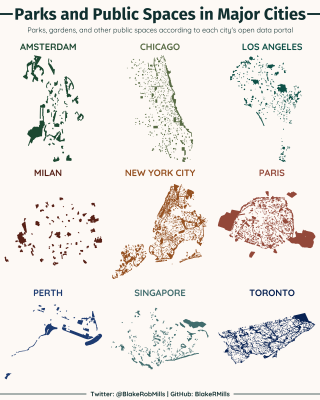 Parks and Public Spaces in Major Cities
Parks, gardens, and other public spaces according to each city's open data portal
AMSTERDAM CHICAGO LOS ANGELES
MILAN NEW YORK CITY PARIS
PERTH SINGAPORE TORONTO
Twitter: @BlakeRobMills | GitHub: BlakeRMills